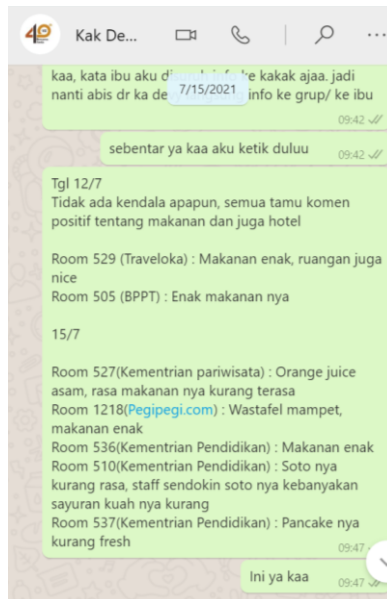 40
Kak De...
kaa, kata ibu aku ke kakak ajaa. jadi
nanti abis dr ka info ke grup/ ke ibu
7/15/2021
09:42
sebentar ya kaa aku ketik duluu
09:42
Tgl 12/7
Tidak ada kendala apapun, semua tamu komen
positif tentang makanan dan juga hotel
Room 529 (Traveloka) : Makanan enak, ruangan juga
nice
Room 505 (BPPT) : Enak makanan nya
15/7
Room 527(Kementrian pariwisata) : Orange juice
asam, rasa makanan nya kurang terasa
Room 1218(Pegipegi.com) : Wastafel mampet,
makanan enak
Room 536(Kementrian Pendidikan) : Makanan enak
Room 510(Kementrian Pendidikan) : Soto nya
kurang rasa, staff sendokin soto nya kebanyakan
sayuran kuah nya kurang
Room 537(Kementrian Pendidikan) : Pancake nya
kurang fresh
09:47
Ini ya kaa
09:47